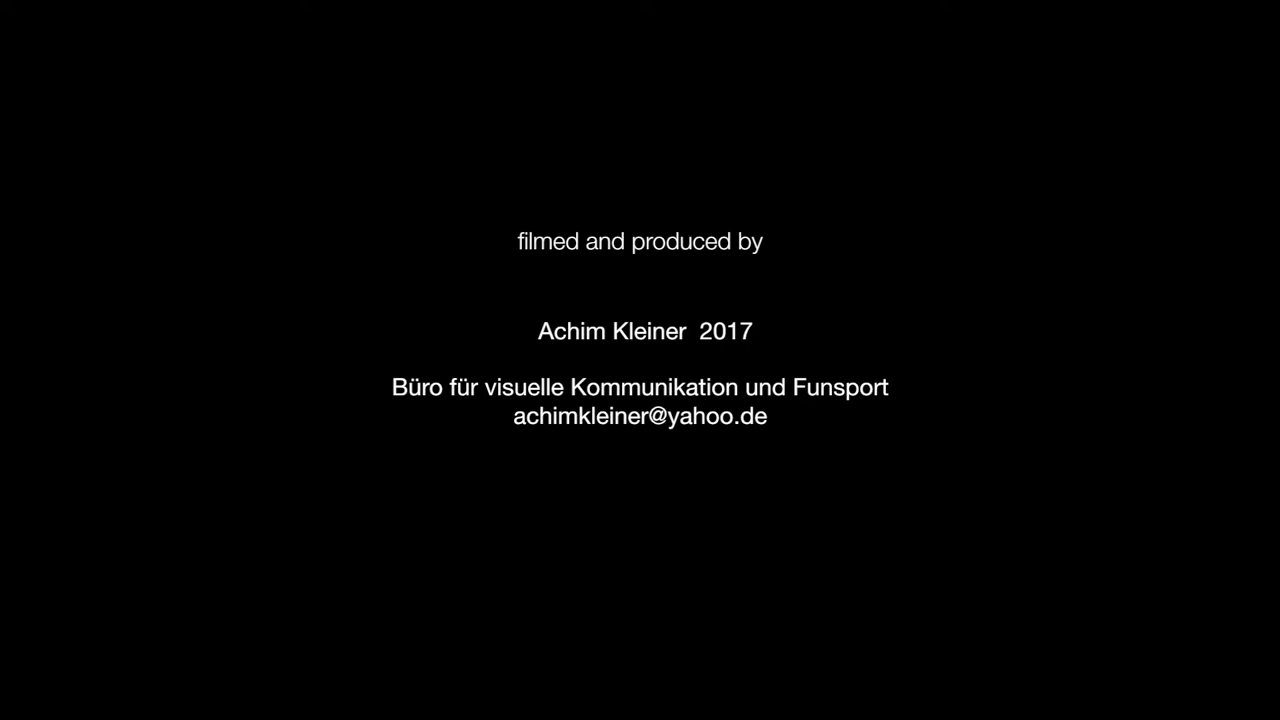 filmed and produced by
Achim Kleiner  2017
Büro für visuelle Kommunikation und Funsport
achimkleiner@yahoo.de